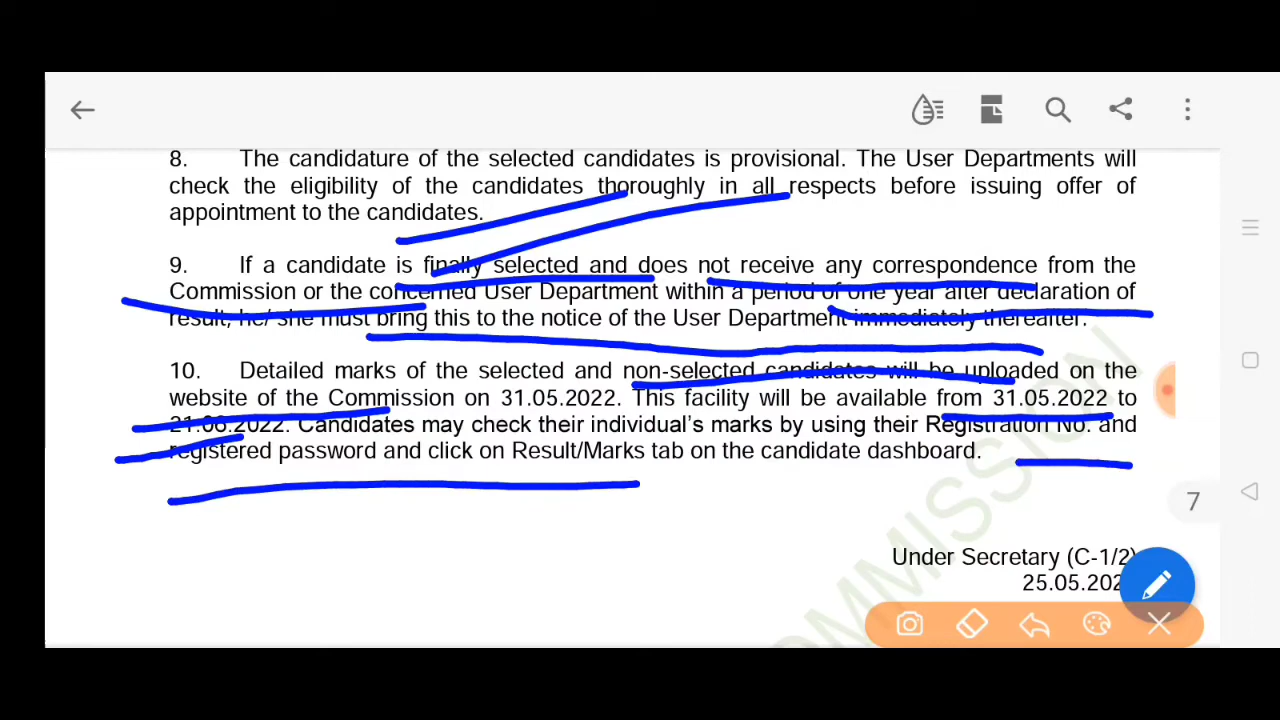 8. The candidature of the selected candidates is provisional. The User Departments will
check the eligibility of the candidates thoroughly in all respects before issuing offer of
appointment to the candidates.
9. If a candidate is finally selected and does not receive any correspondence from the
Commission or the concerned User Department within a period of one year after declaration of
result, he/ she must bring this to the notice of the User Department immediately thereafter.
10. Detailed marks of the selected and non-selected candidates will be uploaded on the
website of the Commission on 31.05.2022. This facility will be available from 31.05.2022 to
21.06.2022. Candidates may check their individual's marks by using their Registration No. and
registered password and click on Result/Marks tab on the candidate dashboard.
7
Under Secretary (C-1/2)
25.05.202
OMMISSION